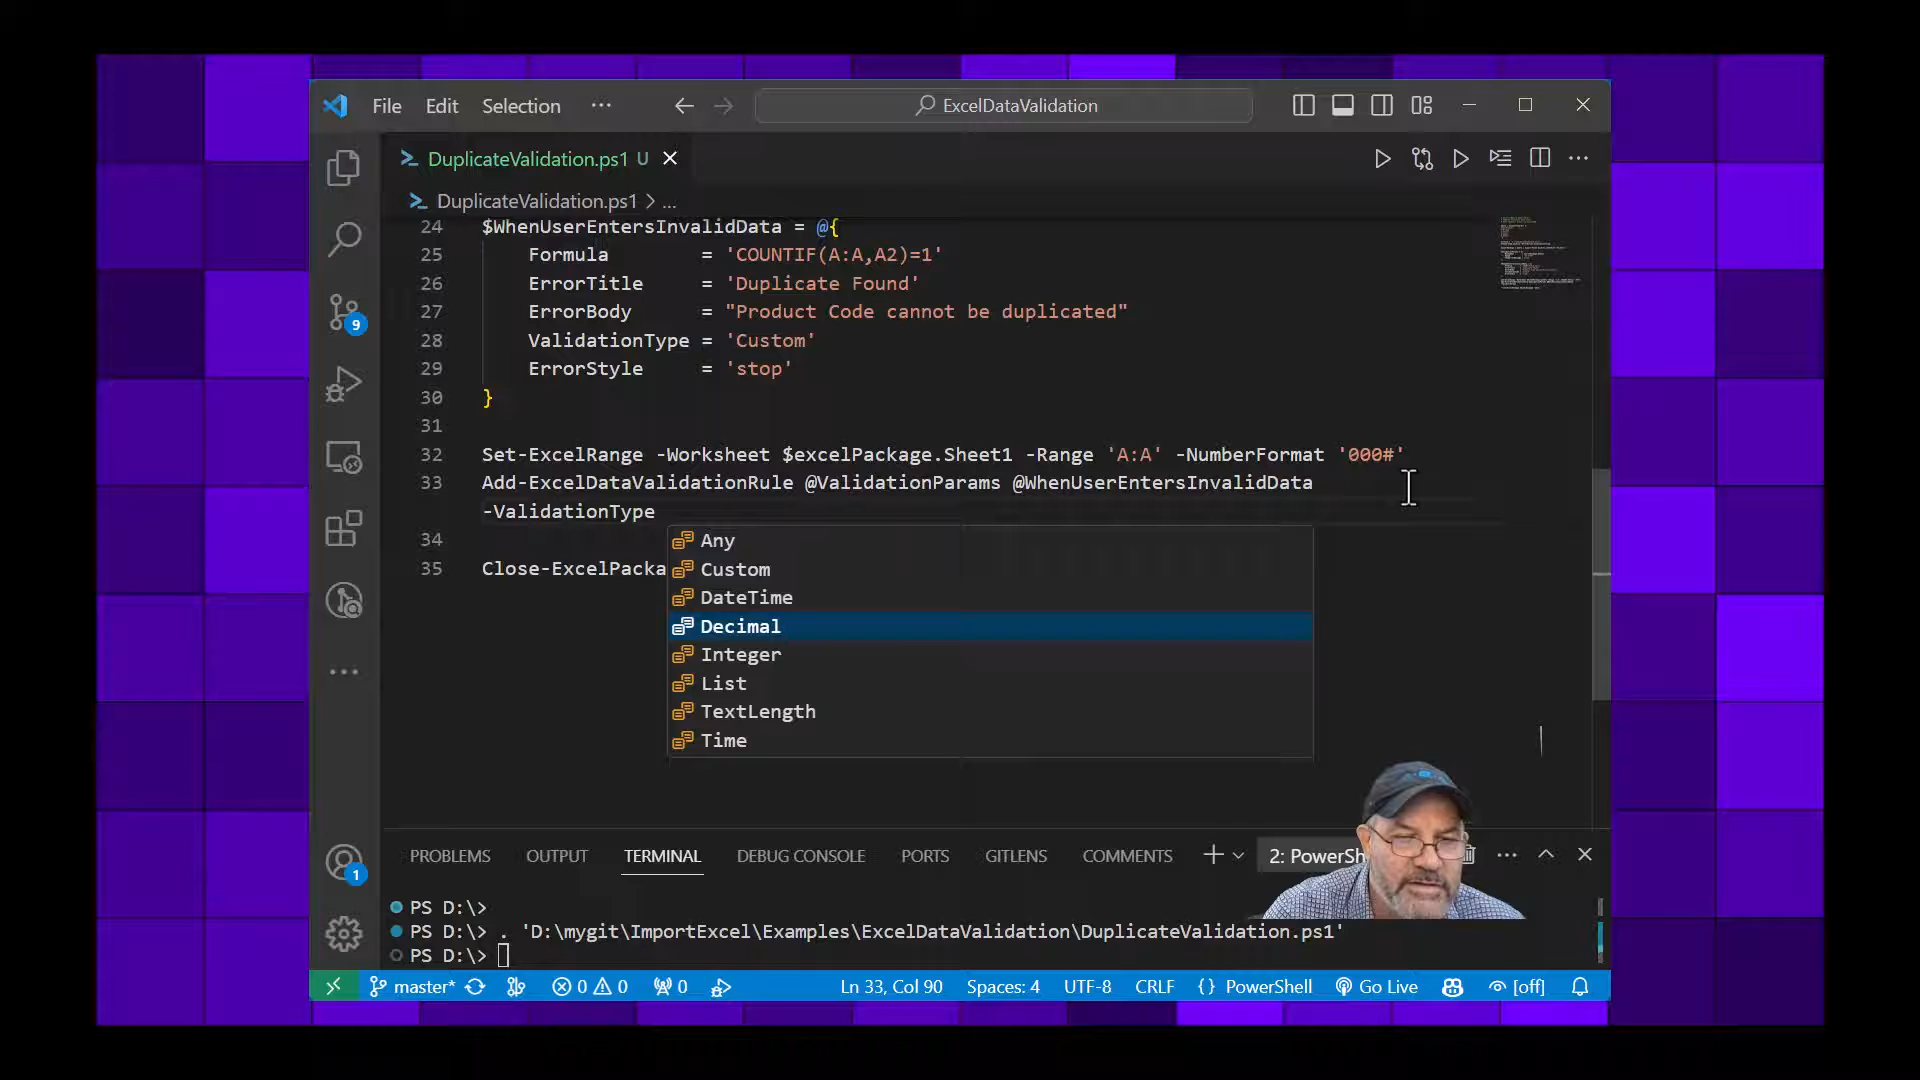 File Edit Selection ··· ExcelDataValidation
DuplicateValidation.ps1 U
DuplicateValidation.ps1 > ...
24 $WhenUserEntersInvalidData = @{
25 Formula = 'COUNTIF(A:A,A2)=1'
26 ErrorTitle = 'Duplicate Found'
27 ErrorBody = "Product Code cannot be duplicated"
28 ValidationType = 'Custom'
29 ErrorStyle = 'stop'
30 }
31
32 Set-ExcelRange -Worksheet $excelPackage.Sheet1 -Range 'A:A' -NumberFormat '000#'
33 Add-ExcelDataValidationRule @ValidationParams @WhenUserEntersInvalidData
-ValidationType
34
35 Close-ExcelPacka
Any
Custom
DateTime
Decimal
Integer
List
TextLength
Time
9
1
PROBLEMS OUTPUT TERMINAL DEBUG CONSOLE PORTS GITLENS COMMENTS 2: PowerSh
PS D:\>
PS D:\> . 'D:\mygit\ImportExcel\Examples\ExcelDataValidation\DuplicateValidation.ps1'
PS D:\>
master* 0 0 0 Ln 33, Col 90 Spaces: 4 UTF-8 CRLF {} PowerShell Go Live [off]